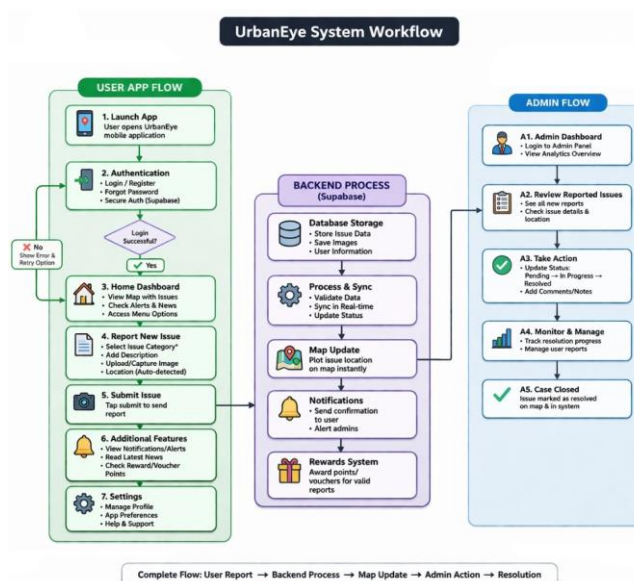 UrbanEye System Workflow
USER APP FLOW
1. Launch App
User opens UrbanEye
mobile application
2. Authentication
• Login / Register
• Forgot Password
• Secure Auth (Supabase)
Login
Successful?
No
Show Error &
Retry Option
Yes
3. Home Dashboard
• View Map with Issues
• Check Alerts & News
• Access Menu Options
4. Report New Issue
• Select Issue Category*
• Add Description
• Upload/Capture Image
• Location (Auto-detected)
5. Submit Issue
Tap submit to send
report
6. Additional Features
• View Notifications/Alerts
• Read Latest News
• Check Reward/Voucher
Points
7. Settings
• Manage Profile
• App Preferences
• Help & Support
BACKEND PROCESS
(Supabase)
Database Storage
• Store Issue Data
• Save Images
• User Information
Process & Sync
• Validate Data
• Sync in Real-time
• Update Status
Map Update
Plot issue location
on map instantly
Notifications
• Send confirmation
to user
• Alert admins
Rewards System
Award points/
vouchers for valid
reports
ADMIN FLOW
A1. Admin Dashboard
• Login to Admin Panel
• View Analytics Overview
A2. Review Reported Issues
• See all new reports
• Check issue details &
location
A3. Take Action
• Update Status:
Pending → In Progress →
Resolved
• Add Comments/Notes
A4. Monitor & Manage
• Track resolution progress
• Manage user reports
A5. Case Closed
Issue marked as resolved
on map & in system
Complete Flow: User Report → Backend Process → Map Update → Admin Action → Resolution